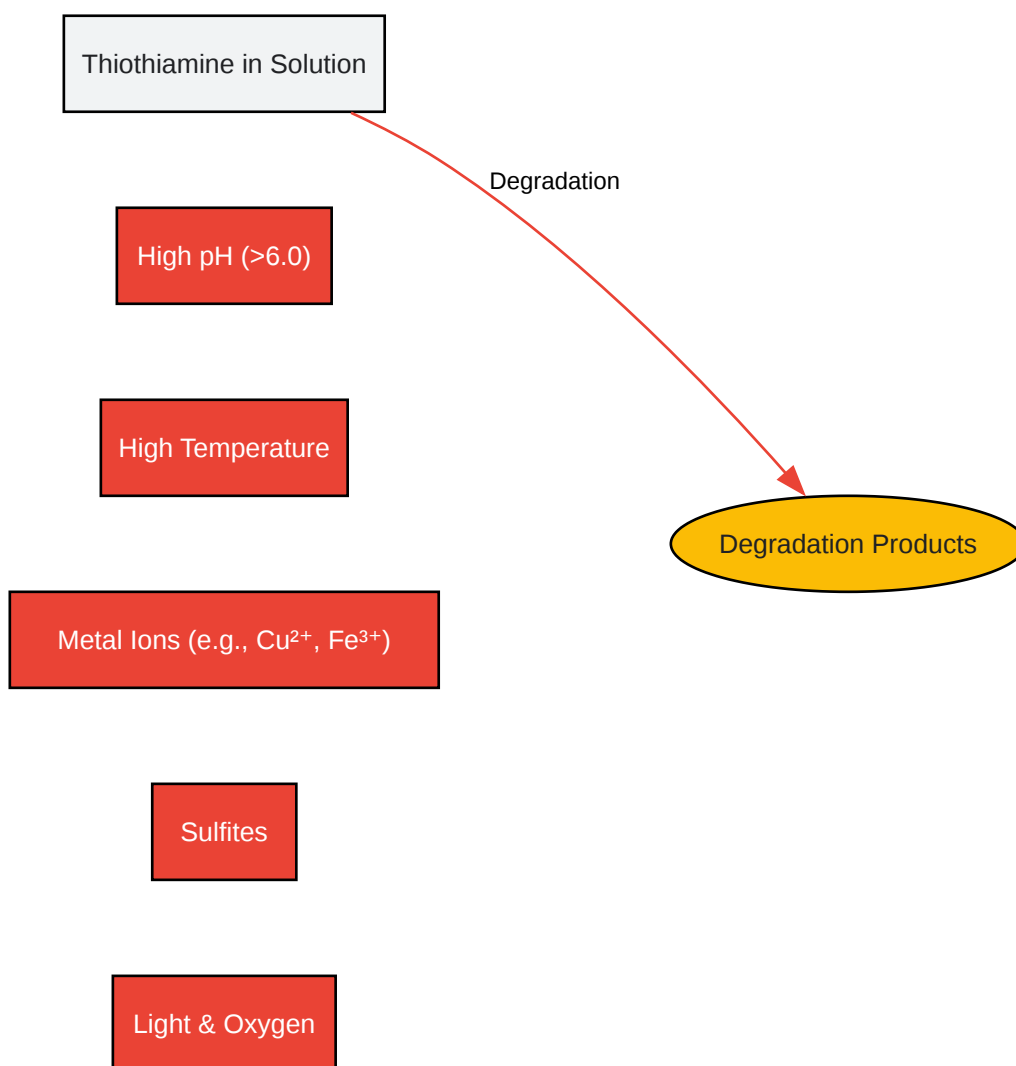 Thiothiamine in Solution
Degradation
High pH (>6.0)
High Temperature
Degradation Products
Metal Ions (e.g., Cu²⁺, Fe³⁺)
Sulfites
Light & Oxygen